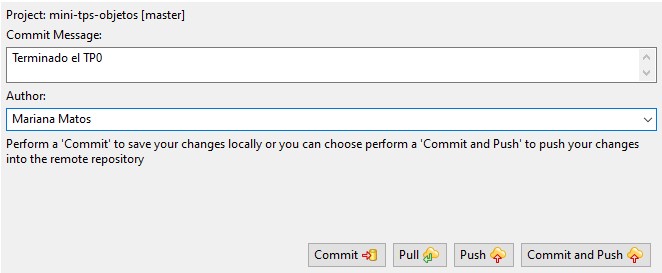 Project: mini-tps-objetos [master]
Commit Message:
Terminado el TP0
Author:
Mariana Matos
Perform a 'Commit' to save your changes locally or you can choose perform a 'Commit and Push' to push your changes
into the remote repository
Commit Pull Push Commit and Push